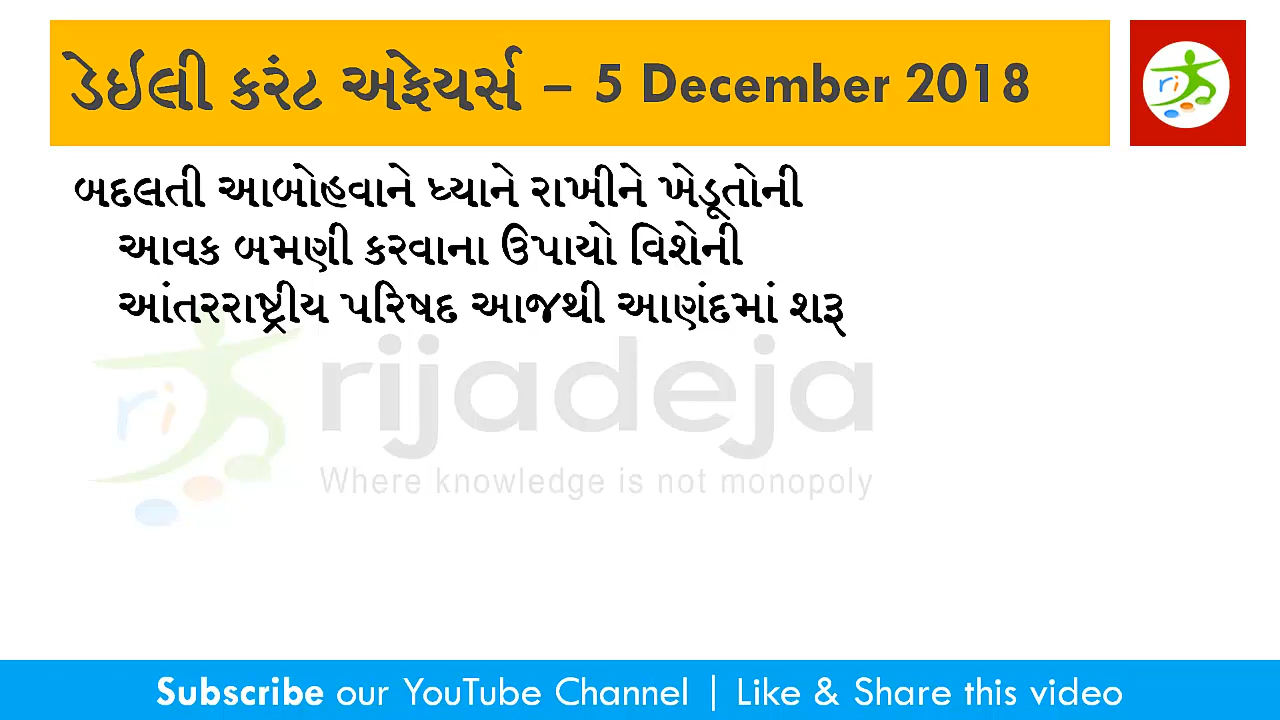 ડેઈલી કરંટ અફેયર્સ – 5 December 2018
ri
બદલતી આબોહવાને ધ્યાને રાખીને ખેડૂતોની
આવક બમણી કરવાના ઉપાયો વિશેની
આંતરરાષ્ટ્રીય પરિષદ આજથી આણંદમાં શરૂ
ri
rijadeja
Where knowledge is not monopoly
Subscribe our YouTube Channel | Like & Share this video